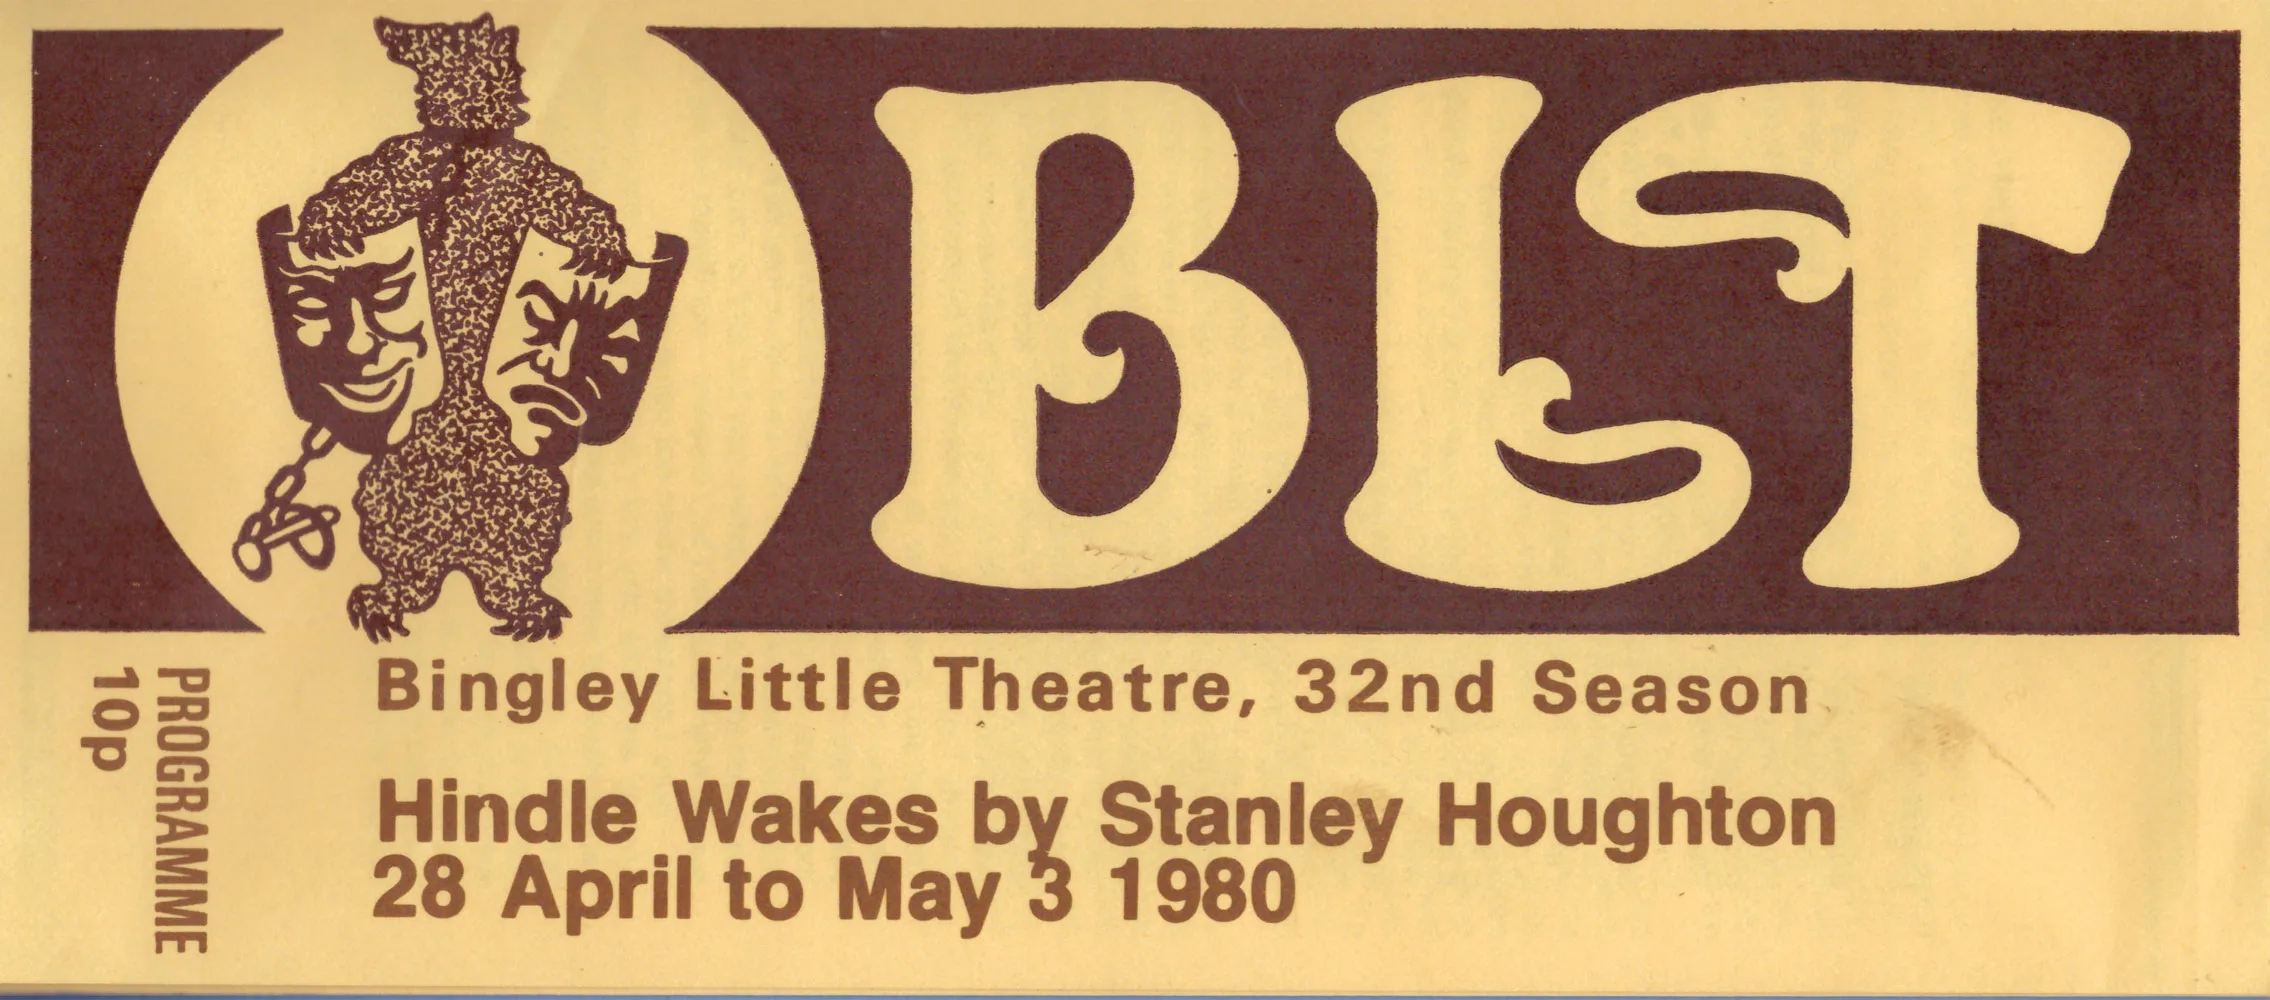 BLT
Bingley Little Theatre, 32nd Season
Hindle Wakes by Stanley Houghton
28 April to May 3 1980
PROGRAMME
10p